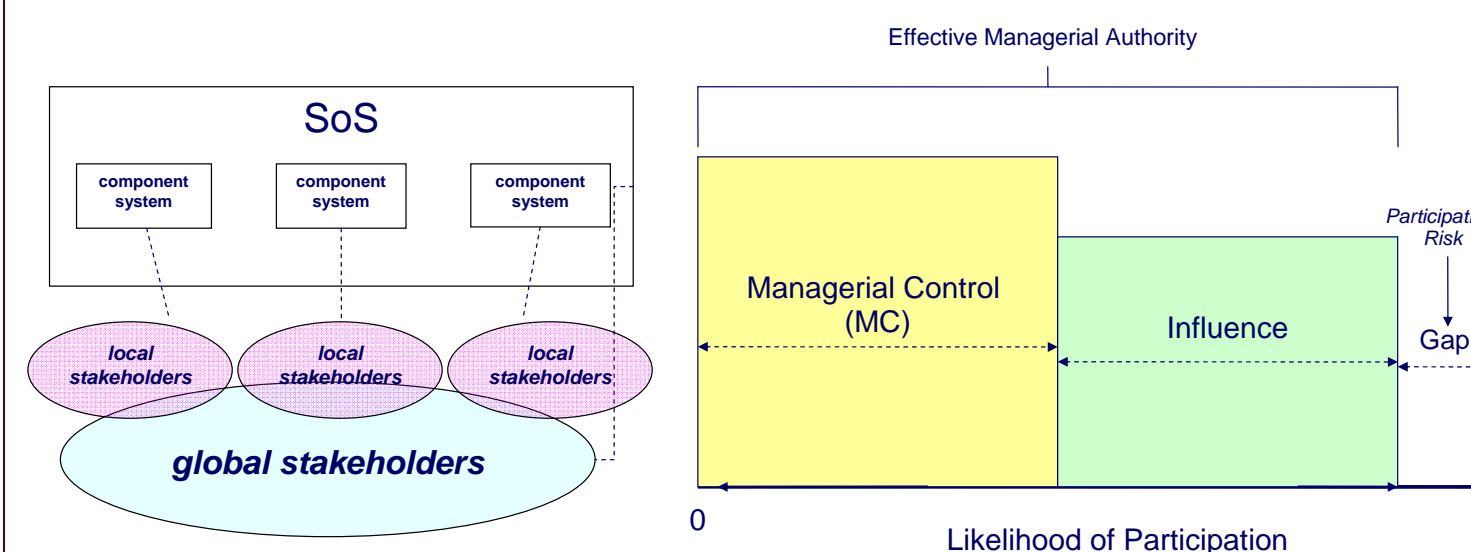 SoS
component
system
component
system
component
system
local
stakeholders
local
stakeholders
local
stakeholders
global stakeholders
Effective Managerial Authority
Managerial Control
(MC)
Influence
Risk
Gap
0
Likelihood of Participation